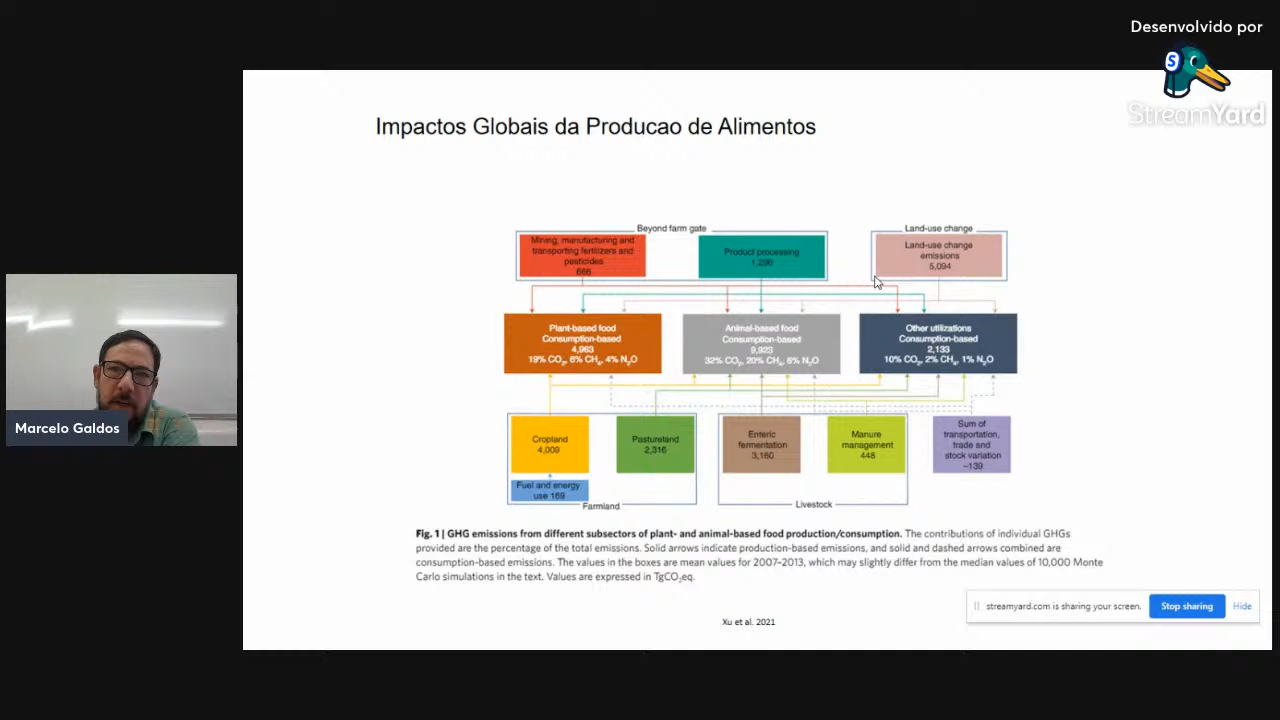 Desenvolvido por
S
StreamYard
Impactos Globais da Producao de Alimentos
Beyond farm gate
Land-use change
Mining, manufacturing and
transporting fertilizers and
pesticides
666
Product processing
1,296
Land-use change
emissions
5,094
Plant-based food
Consumption-based
4,963
19% CO₂, 6% CH₄, 4% N₂O
Animal-based food
Consumption-based
9,923
32% CO₂, 20% CH₄, 6% N₂O
Other utilizations
Consumption-based
2,133
10% CO₂, 2% CH₄, 1% N₂O
Cropland
4,009
Pastureland
2,316
Enteric
fermentation
3,160
Manure
management
448
Sum of
transportation,
trade and
stock variation
~139
Fuel and energy
use 169
Farmland
Livestock
Fig. 1 | GHG emissions from different subsectors of plant- and animal-based food production/consumption. The contributions of individual GHGs
provided are the percentage of the total emissions. Solid arrows indicate production-based emissions, and solid and dashed arrows combined are
consumption-based emissions. The values in the boxes are mean values for 2007–2013, which may slightly differ from the median values of 10,000 Monte
Carlo simulations in the text. Values are expressed in TgCO₂eq.
Xu et al. 2021
streamyard.com is sharing your screen.
Stop sharing
Hide
Marcelo Galdos